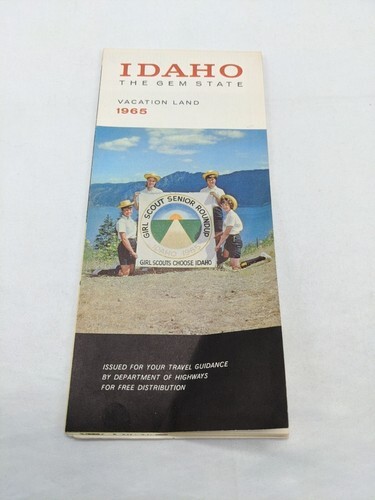 IDAHO
THE GEM STATE
VACATION LAND
1965
GIRL SCOUT SENIOR ROUNDUP
GIRL SCOUTS CHOOSE IDAHO
ISSUED FOR YOUR TRAVEL GUIDANCE
BY DEPARTMENT OF HIGHWAYS
FOR FREE DISTRIBUTION